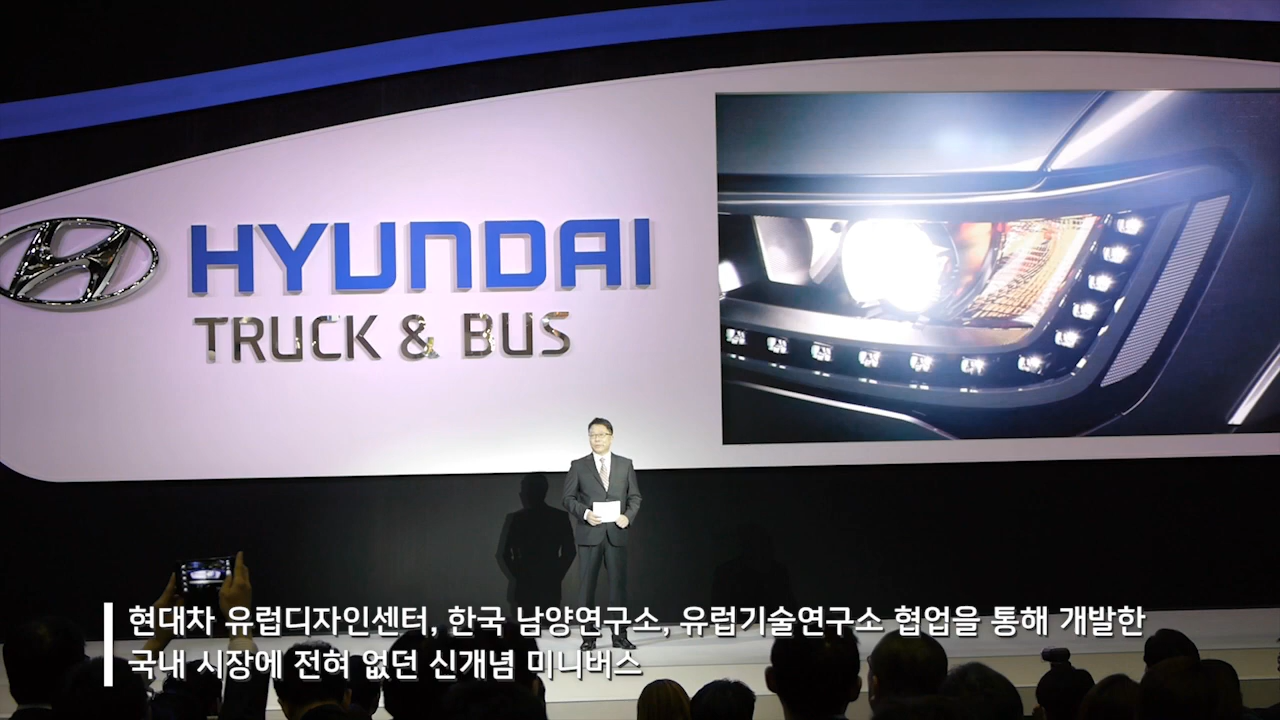 HYUNDAI
TRUCK & BUS
현대차 유럽디자인센터, 한국 남양연구소, 유럽기술연구소 협업을 통해 개발한
국내 시장에 전혀 없던 신개념 미니버스